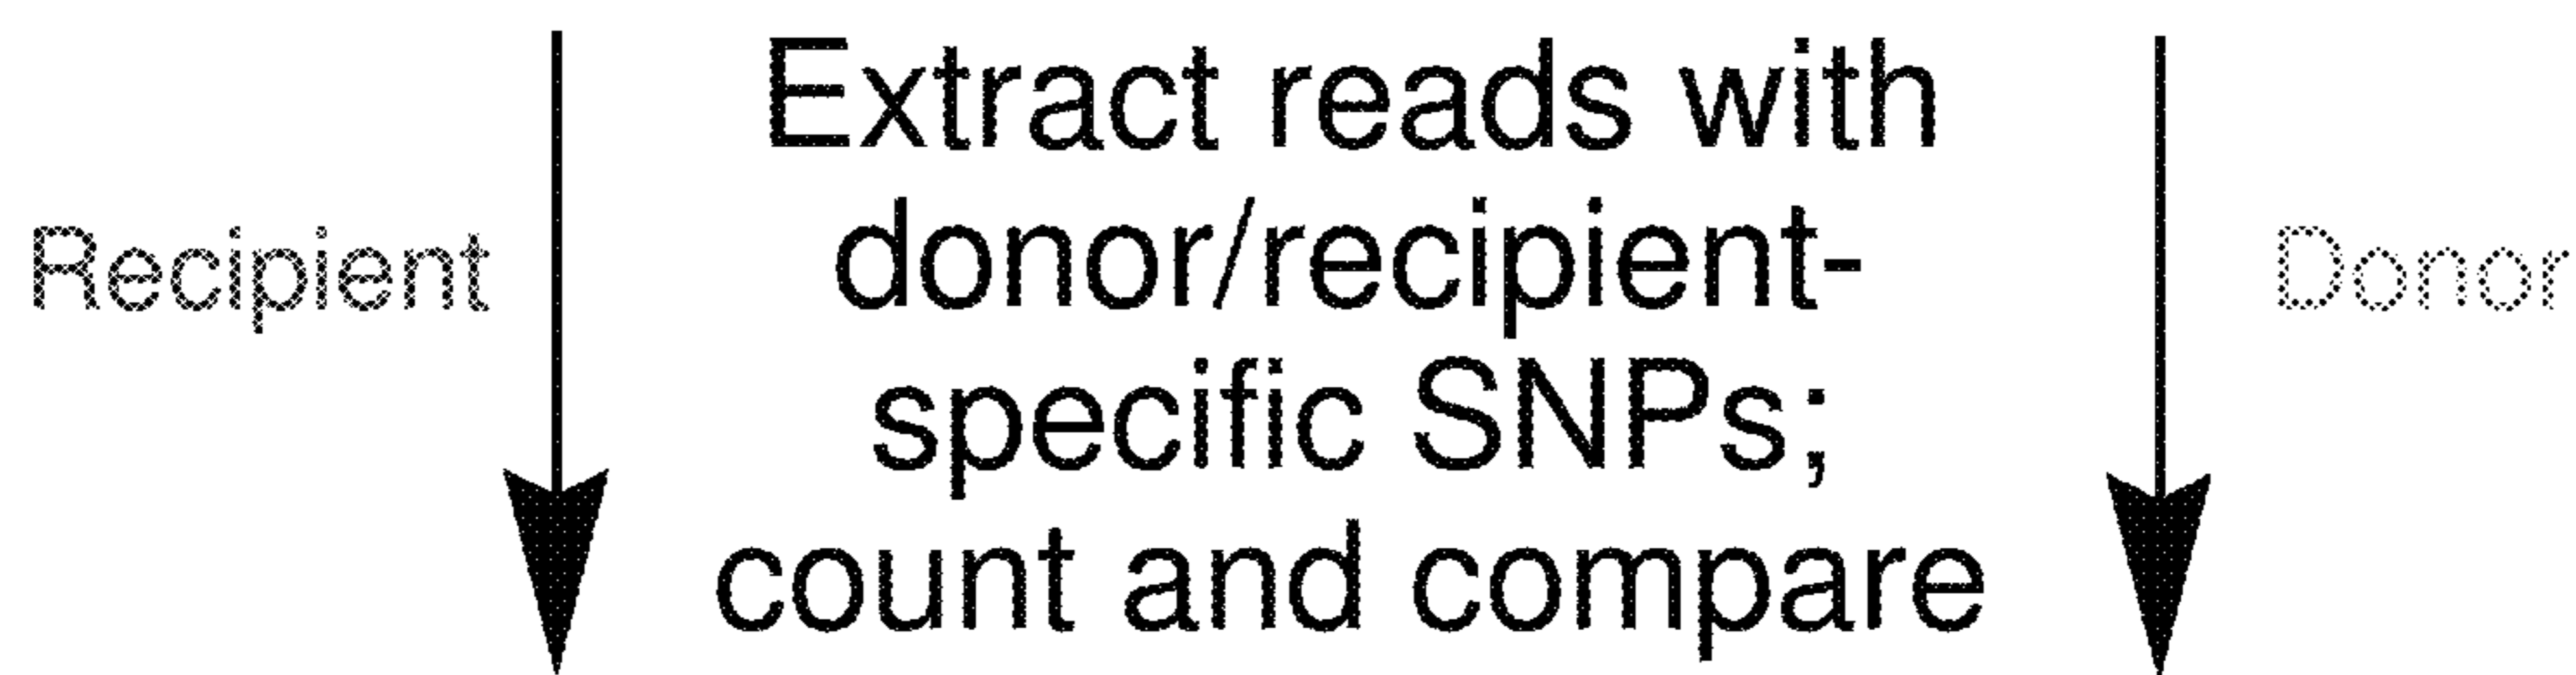 Extract reads with
donor/recipient-
specific SNPs;
count and compare
Recipient
Donor